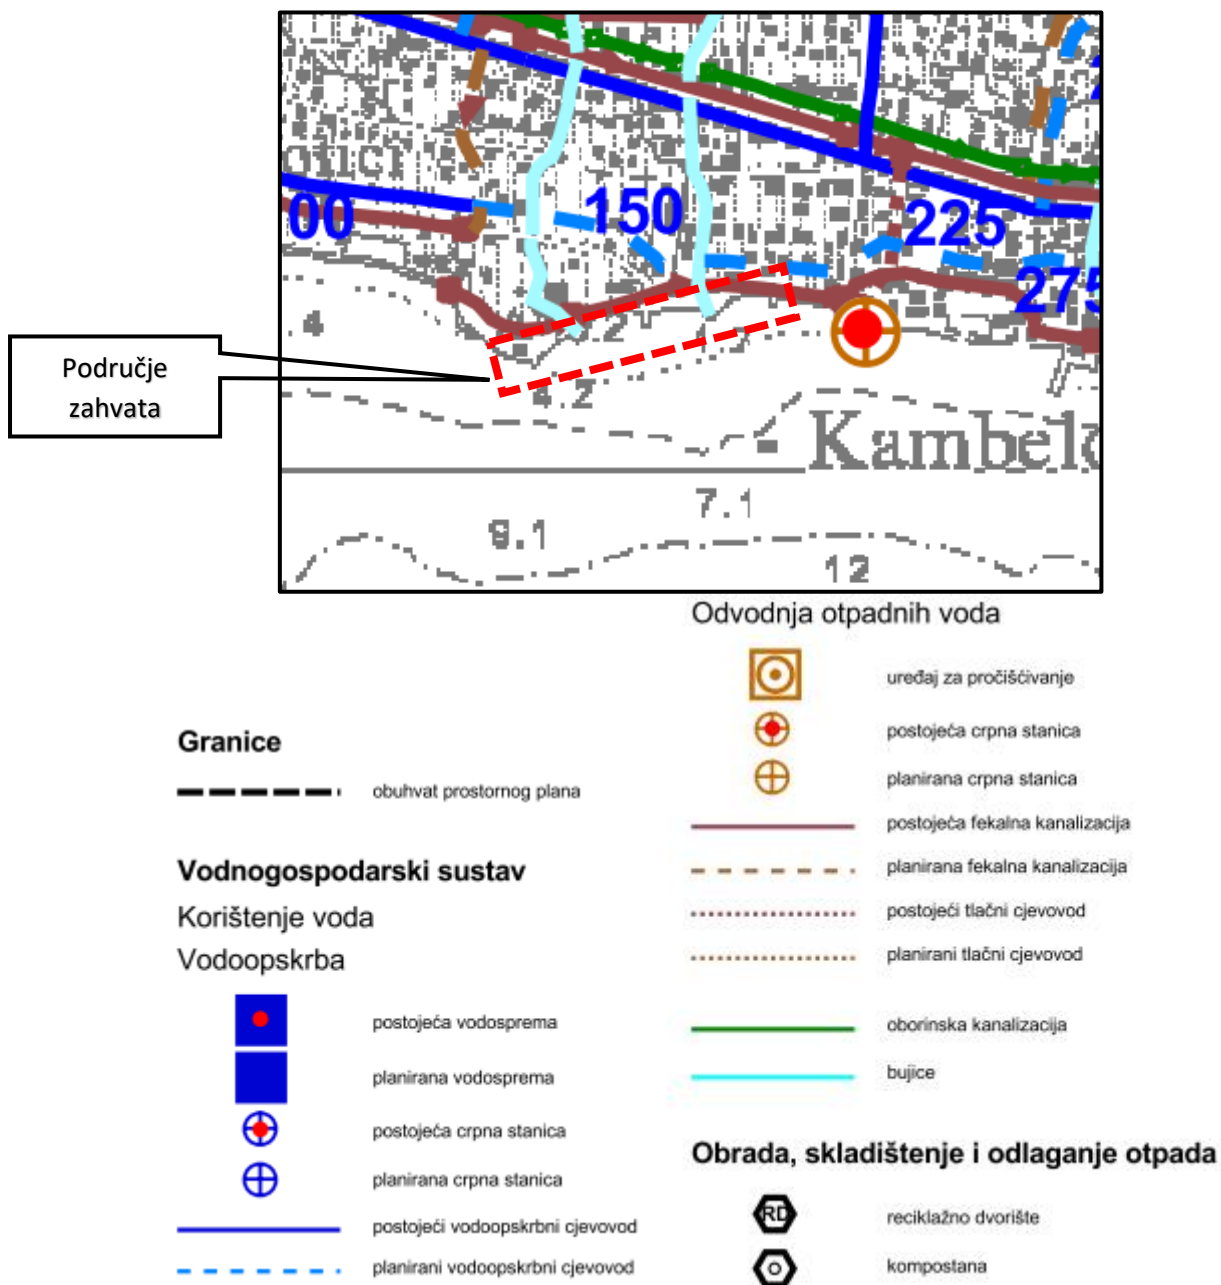 00
150
225
275
4
.2
4.2
Kambel
7.1
9.1
12
Područje
zahvata
Odvodnja otpadnih voda
uređaj za pročišćivanje
postojeća crpna stanica
planirana crpna stanica
postojeća fekalna kanalizacija
planirana fekalna kanalizacija
postojeći tlačni cjevovod
planirani tlačni cjevovod
oborinska kanalizacija
bujice
Granice
obuhvat prostornog plana
Vodnogospodarski sustav
Korištenje voda
Vodoopskrba
postojeća vodosprema
planirana vodosprema
postojeća crpna stanica
planirana crpna stanica
postojeći vodoopskrbni cjevovod
planirani vodoopskrbni cjevovod
Obrada, skladištenje i odlaganje otpada
RD
reciklažno dvorište
kompostana